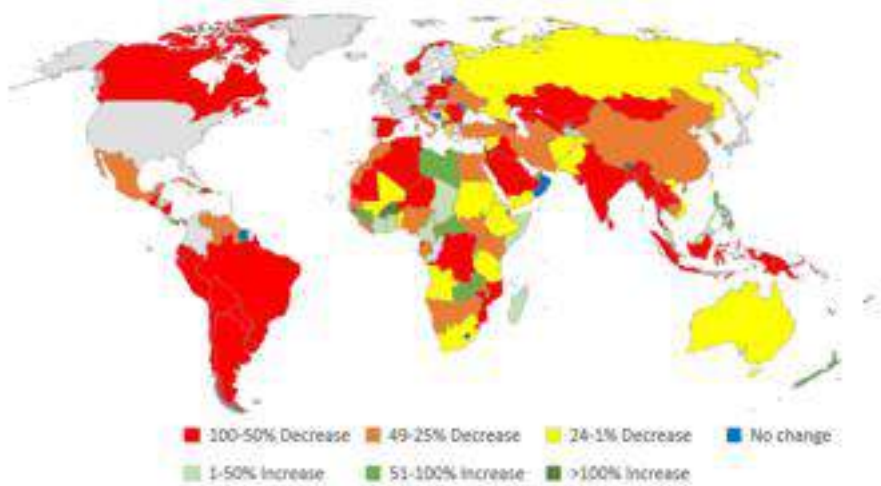 100-50% Decrease 49-25% Decrease 24-1% Decrease No change
1-50% Increase 51-100% Increase >100% Increase